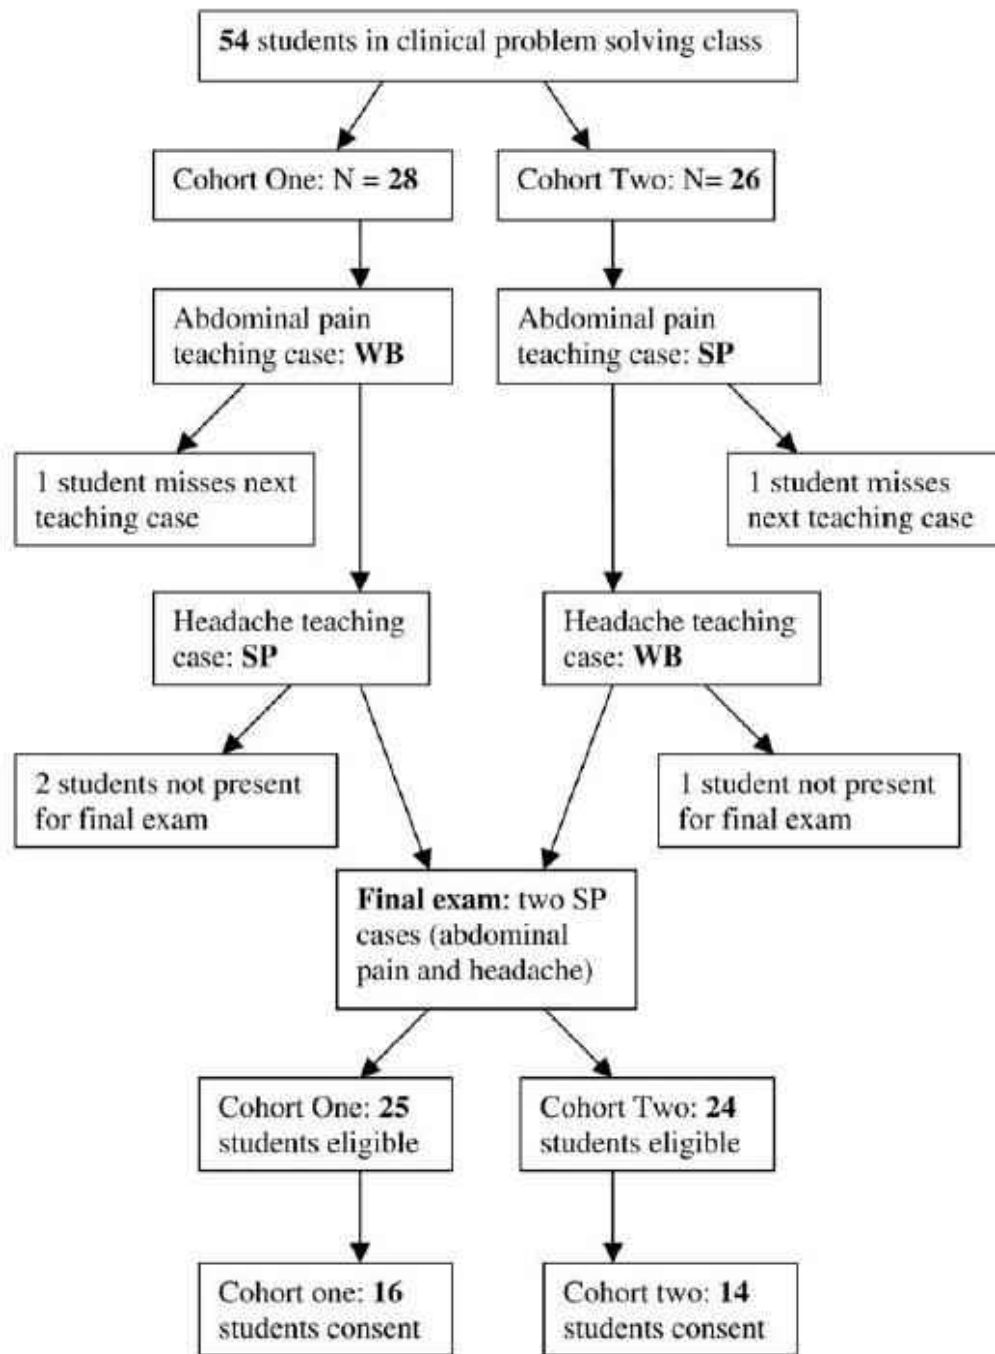 54 students in clinical problem solving class
Cohort One: N = 28
Cohort Two: N= 26
Abdominal pain
teaching case: WB
Abdominal pain
teaching case: SP
1 student misses next
teaching case
1 student misses
next teaching case
Headache teaching
case: SP
Headache teaching
case: WB
2 students not present
for final exam
1 student not present
for final exam
Final exam: two SP
cases (abdominal
pain and headache)
Cohort One: 25
students eligible
Cohort Two: 24
students eligible
Cohort one: 16
students consent
Cohort two: 14
students consent